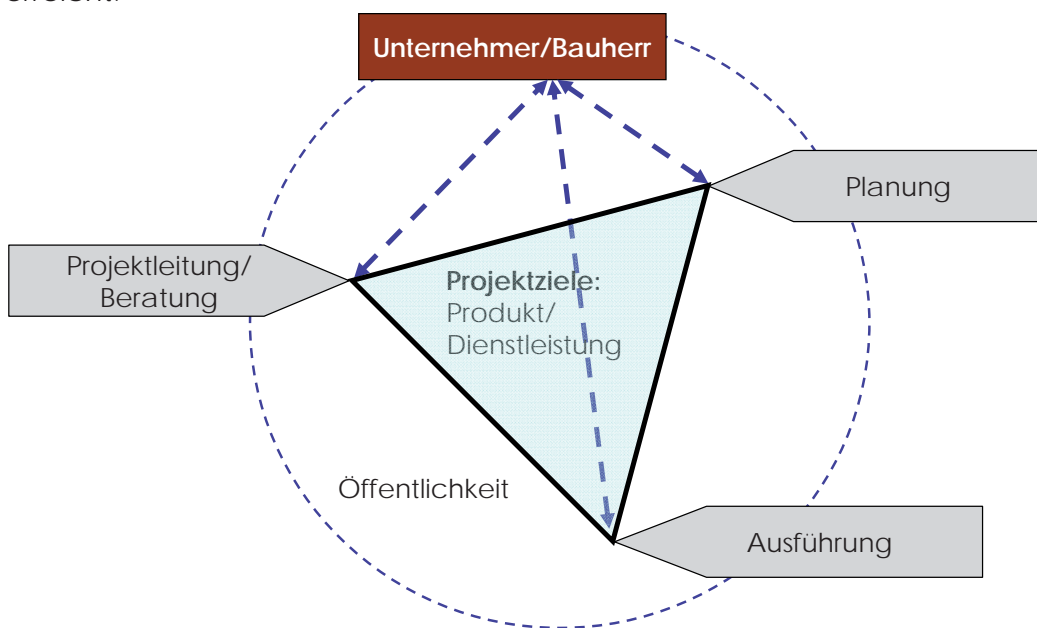 Unternehmer/Bauherr
Planung
Projektleitung/
Beratung
Projektziele:
Produkt/
Dienstleistung
Öffentlichkeit
Ausführung